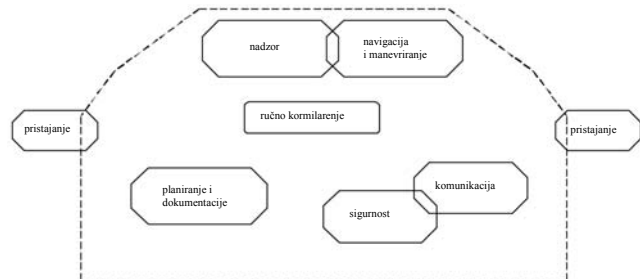 nadzor
navigacija
i manevriranje
ručno kormilarenje
pristajanje
pristajanje
planiranje i
dokumentacije
komunikacija
sigurnost